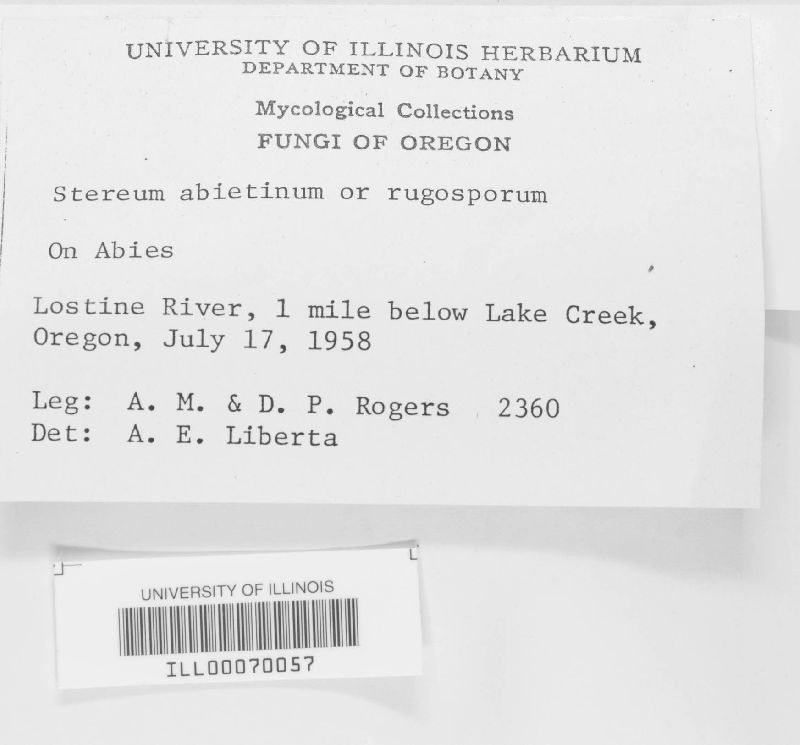 UNIVERSITY OF ILLINOIS HERBARIUM
DEPARTMENT OF BOTANY
Mycological Collections
FUNGI OF OREGON
Stereum abietinum or rugosporum
On Abies
Lostine River, 1 mile below Lake Creek,
Oregon, July 17, 1958
Leg: A. M. & D. P. Rogers 2360
Det: A. E. Liberta
UNIVERSITY OF ILLINOIS
ILL00070057